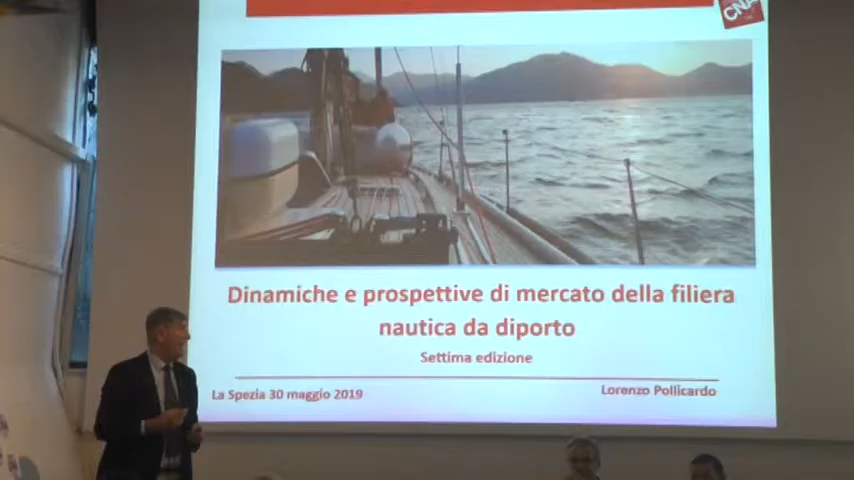 CNA
Dinamiche e prospettive di mercato della filiera
nautica da diporto
Settima edizione
La Spezia 30 maggio 2019
Lorenzo Pollicardo